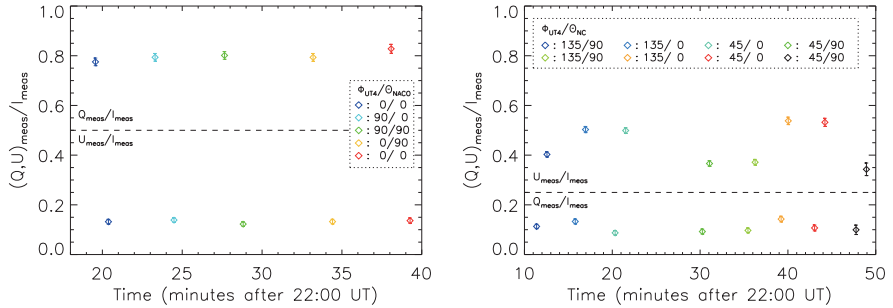 1.0
0.8
0.6
0.4
0.2
0.0
(Q,U)meas/Imeas
Qmeas/Imeas
Umeas/Imeas
ΦUT4/ΘNACO
: 0/ 0
: 90/ 0
: 90/90
: 0/90
: 0/ 0
20 25 30 35 40
Time (minutes after 22:00 UT)
1.0
0.8
0.6
0.4
0.2
0.0
(Q,U)meas/Imeas
ΦUT4/ΘNC
: 135/90 : 135/ 0 : 45/ 0 : 45/90
: 135/90 : 135/ 0 : 45/ 0 : 45/90
Umeas/Imeas
Qmeas/Imeas
10 20 30 40 50
Time (minutes after 22:00 UT)